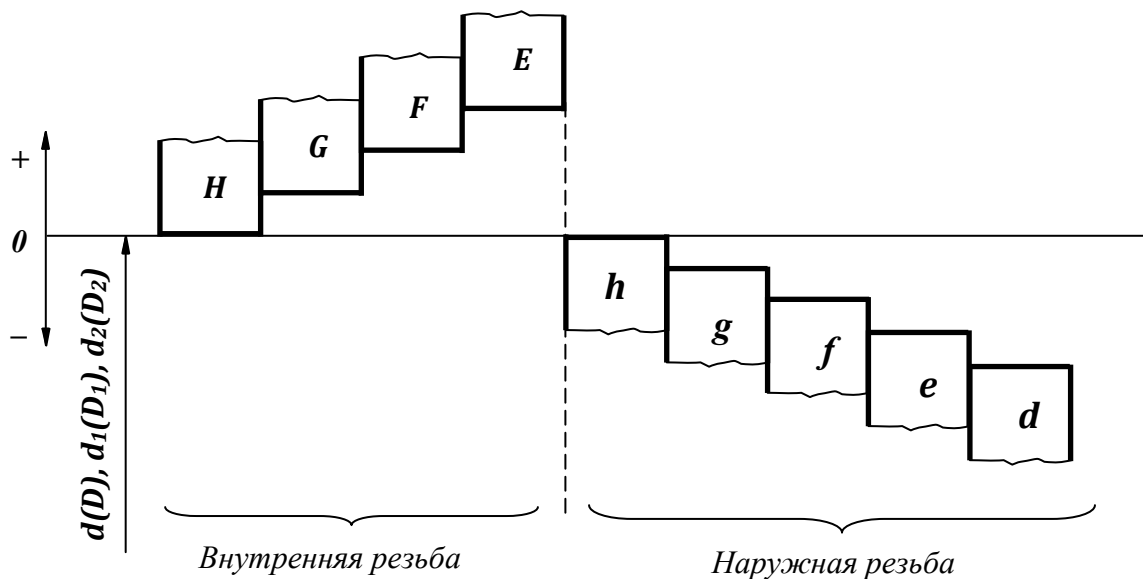 E
F
G
H
+
0
−
h
g
f
e
d
d(D), d₁(D₁), d₂(D₂)
Внутренняя резьба
Наружная резьба